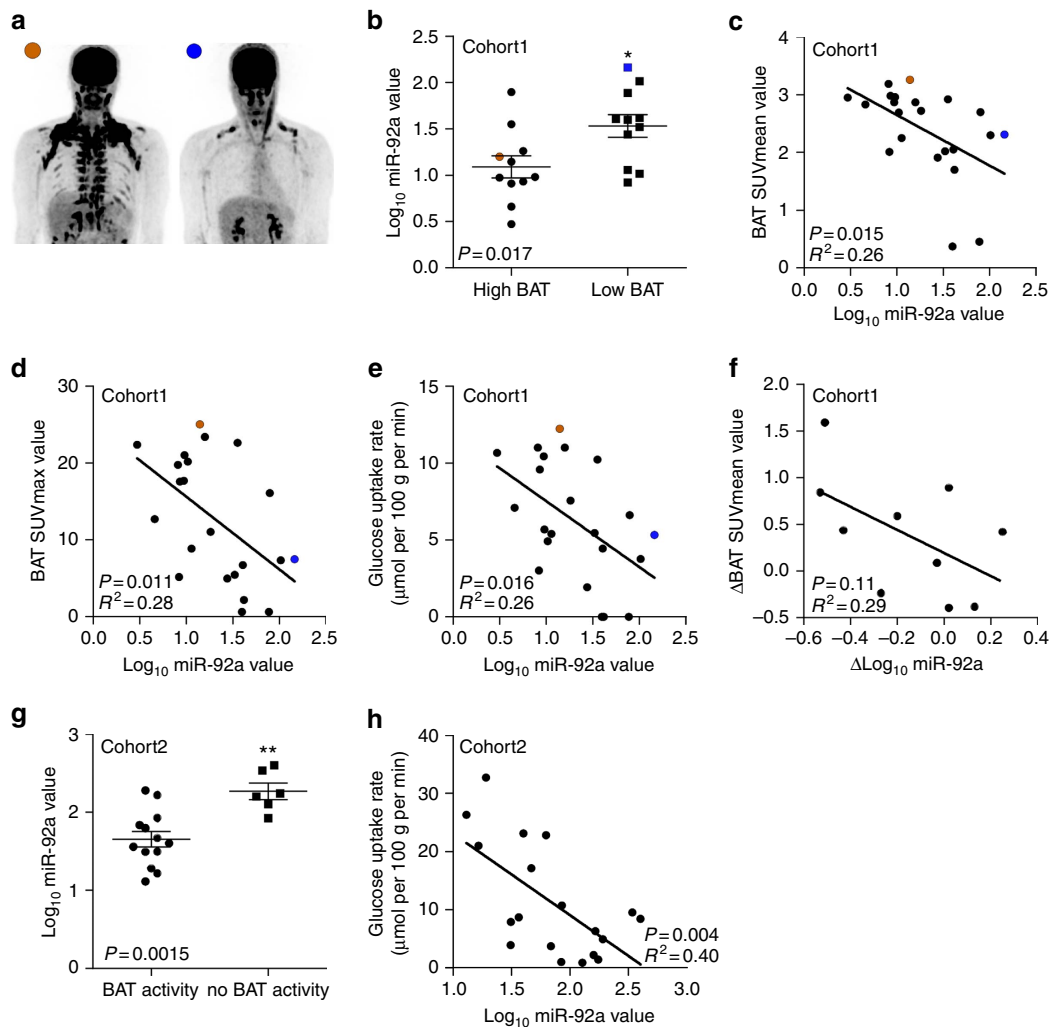 a
b
Cohort1
*
Log10 miR-92a value
2.5
2.0
1.5
1.0
0.5
0.0
P=0.017
High BAT
Low BAT
c
Cohort1
BAT SUVmean value
4
3
2
1
0
P=0.015
R2=0.26
0.0 0.5 1.0 1.5 2.0 2.5
Log10 miR-92a value
d
Cohort1
BAT SUVmax value
30
20
10
0
P=0.011
R2=0.28
0.0 0.5 1.0 1.5 2.0 2.5
Log10 miR-92a value
e
Cohort1
Glucose uptake rate
(μmol per 100 g per min)
15
10
5
0
P=0.016
R2=0.26
0.0 0.5 1.0 1.5 2.0 2.5
Log10 miR-92a value
f
Cohort1
ΔBAT SUVmean value
2.0
1.5
1.0
0.5
0.0
–0.5
P=0.11
R2=0.29
–0.6 –0.4 –0.2 0.0 0.2 0.4
ΔLog10 miR-92a
g
Cohort2
**
Log10 miR-92a value
3
2
1
0
P=0.0015
BAT activity
no BAT activity
h
Cohort2
Glucose uptake rate
(μmol per 100 g per min)
40
30
20
10
0
P=0.004
R2=0.40
1.0 1.5 2.0 2.5 3.0
Log10 miR-92a value